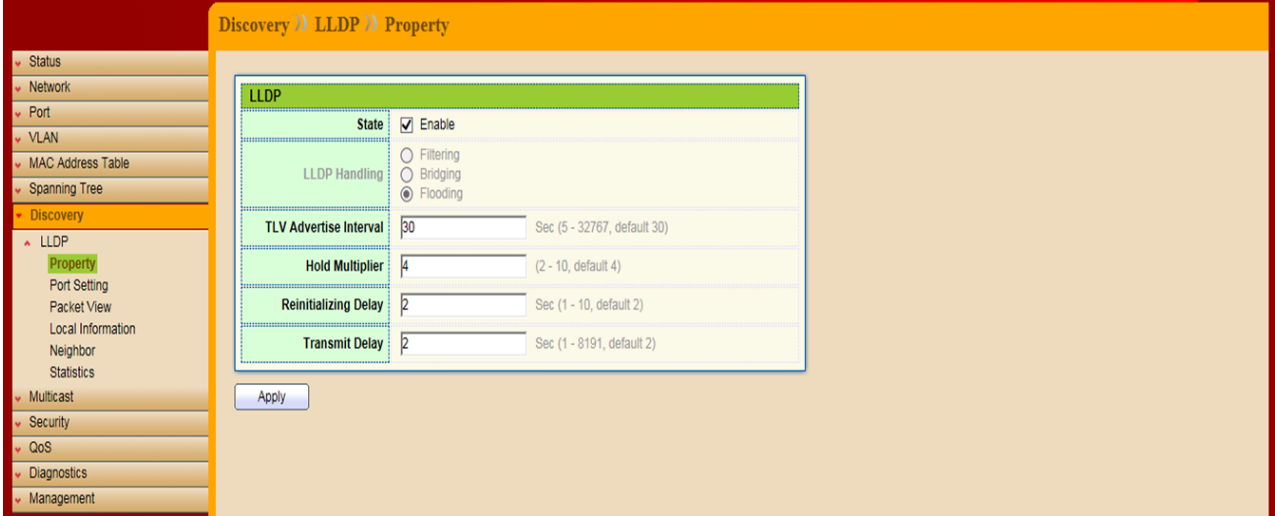 Discovery » LLDP » Property
Status
Network
Port
VLAN
MAC Address Table
Spanning Tree
Discovery
LLDP
Property
Port Setting
Packet View
Local Information
Neighbor
Statistics
Multicast
Security
QoS
Diagnostics
Management
LLDP
State Enable
LLDP Handling Filtering
Bridging
Flooding
TLV Advertise Interval 30 Sec (5 - 32767, default 30)
Hold Multiplier 4 (2 - 10, default 4)
Reinitializing Delay 2 Sec (1 - 10, default 2)
Transmit Delay 2 Sec (1 - 8191, default 2)
Apply